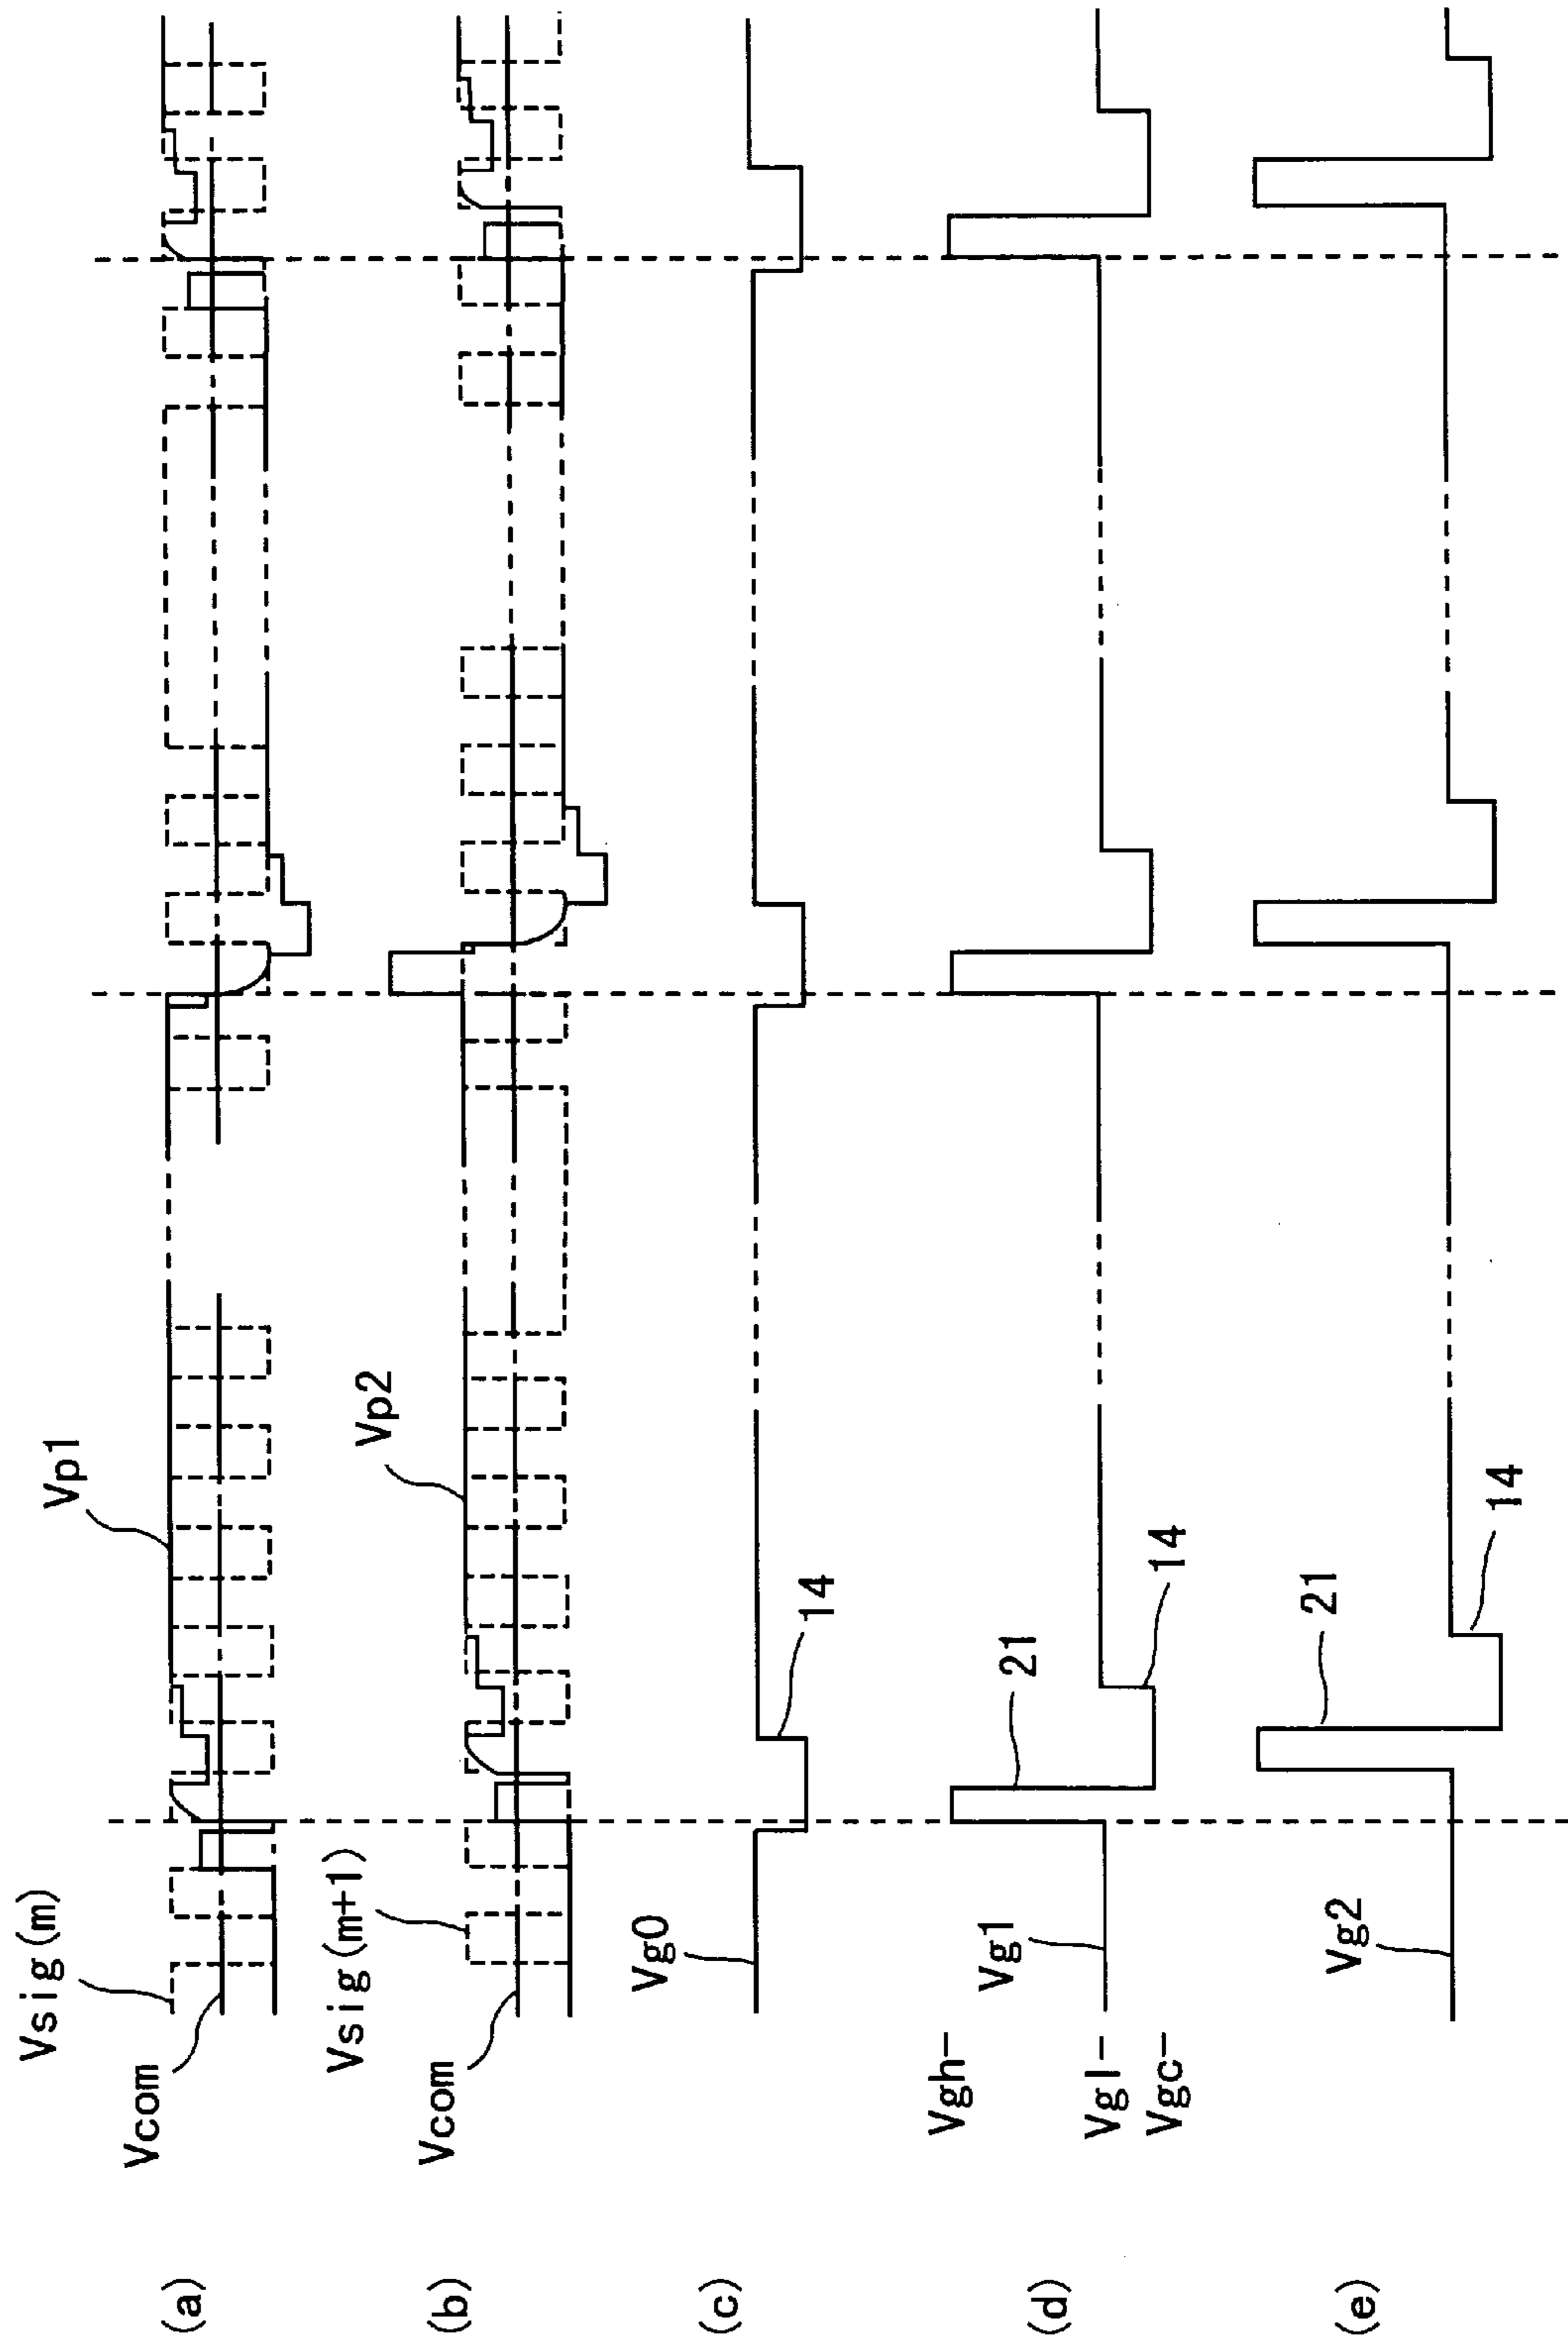 (a)
Vsig(m)
Vcom
Vp1
(b)
Vsig(m+1)
Vcom
Vp2
(c)
Vg0
14
(d)
Vgh
Vgl
Vgc
Vg1
21
14
(e)
Vg2
21
14